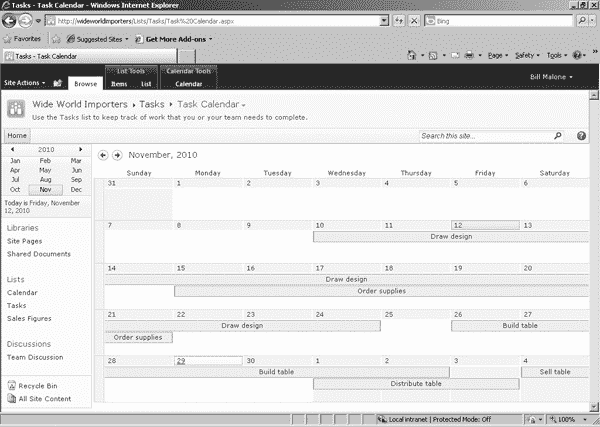 Tasks - Task Calendar - Windows Internet Explorer
http://wideworldimporters/Lists/Tasks/Task%20Calendar.aspx
Bing
Favorites Suggested Sites Get More Add-ons
Tasks - Task Calendar
Page Safety Tools
List Tools Calendar Tools
Site Actions Browse Items List Calendar Bill Malone
Wide World Importers Tasks Task Calendar
Use the Tasks list to keep track of work that you or your team needs to complete.
Home Search this site...
2010
Jan Feb Mar
Apr May Jun
Jul Aug Sep
Oct Nov Dec
Today is Friday, November
12, 2010
Libraries
Site Pages
Shared Documents
Lists
Calendar
Tasks
Sales Figures
Discussions
Team Discussion
Recycle Bin
All Site Content
November, 2010
Sunday Monday Tuesday Wednesday Thursday Friday Saturday
31 1 2 3 4 5 6
7 8 9 10 11 12 13
Draw design
14 15 16 17 18 19 20
Draw design
Order supplies
21 22 23 24 25 26 27
Draw design Build table
Order supplies
28 29 30 1 2 3 4
Build table Sell table
Distribute table
Local intranet | Protected Mode: Off 100%